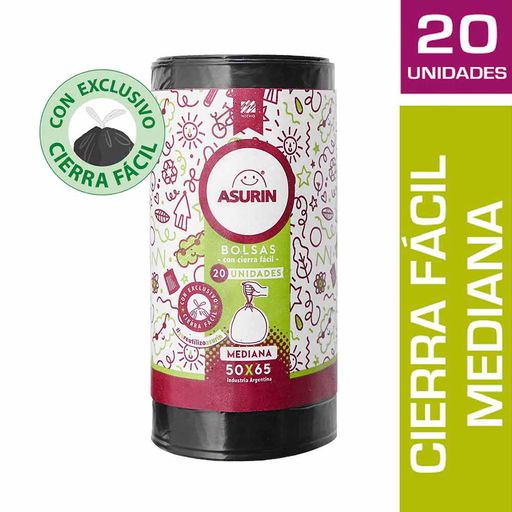 CON EXCLUSIVO
CIERRA FÁCIL
ASURIN
BOLSAS
- con cierra fácil -
20 UNIDADES
CON EXCLUSIVO
CIERRA FÁCIL
MEDIANA
50X65
Industria Argentina
20
UNIDADES
CIERRA FÁCIL
MEDIANA